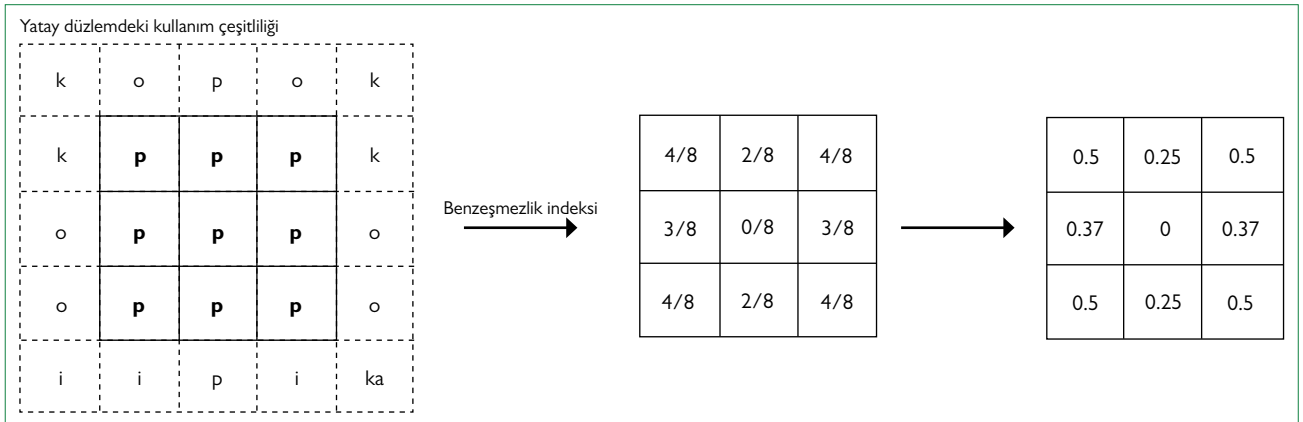 Yatay düzlemdeki kullanım çeşitliliği
k o p o k
k p p p k
o p p p o
o p p p o
i i p i ka
Benzeşmezlik indeksi
4/8 2/8 4/8
3/8 0/8 3/8
4/8 2/8 4/8
0.5 0.25 0.5
0.37 0 0.37
0.5 0.25 0.5